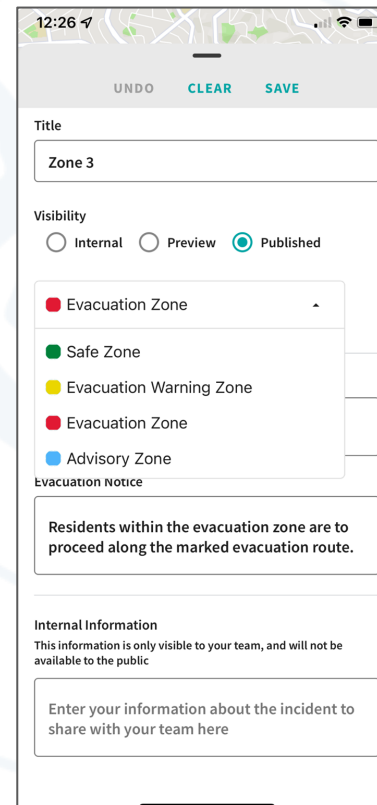 12:26
UNDO CLEAR SAVE
Title
Zone 3
Visibility
Internal Preview Published
Evacuation Zone
Safe Zone
Evacuation Warning Zone
Evacuation Zone
Advisory Zone
Evacuation Notice
Residents within the evacuation zone are to
proceed along the marked evacuation route.
Internal Information
This information is only visible to your team, and will not be
available to the public
Enter your information about the incident to
share with your team here